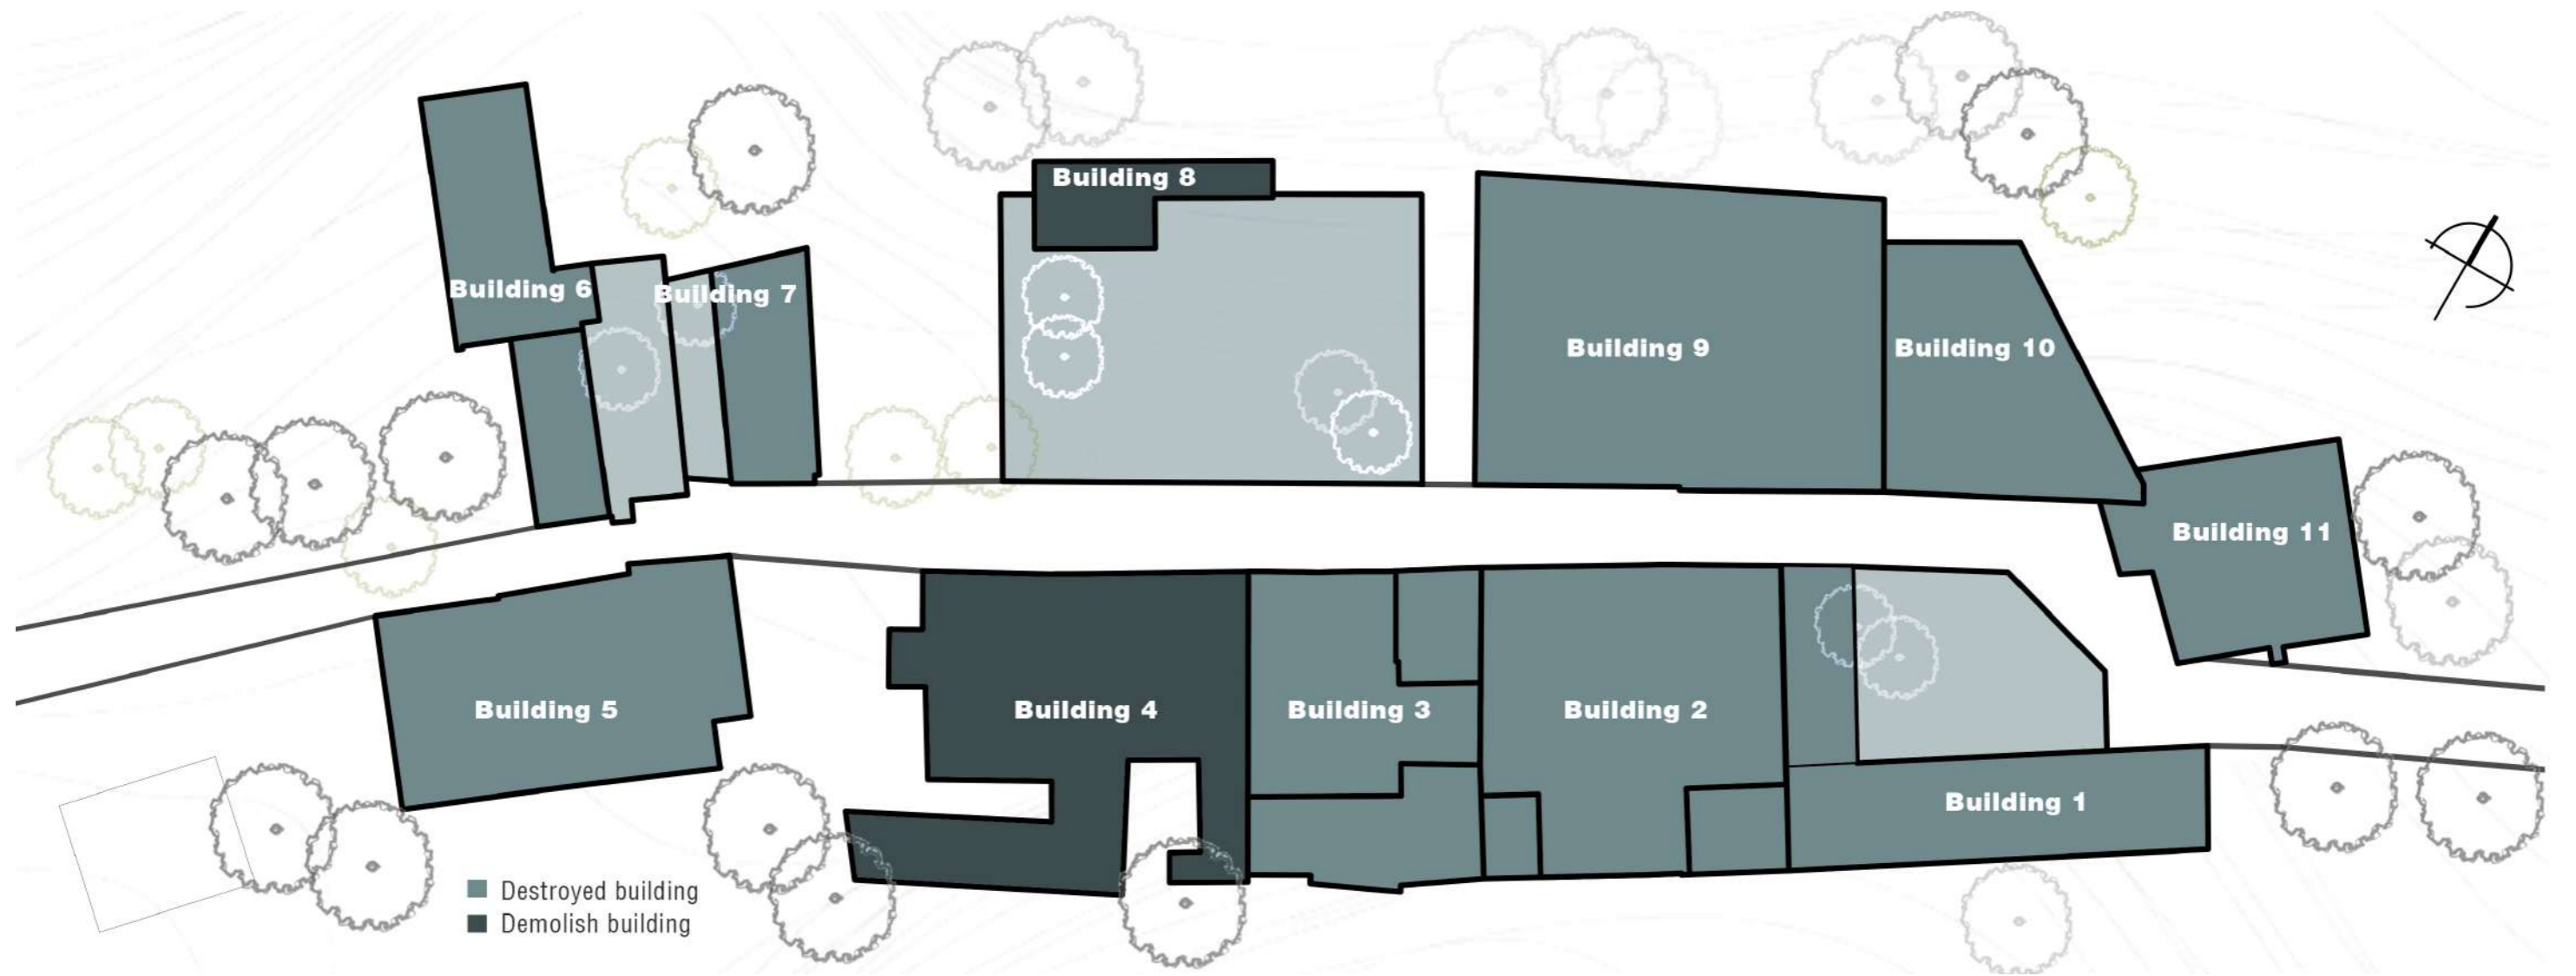 Building 8
Building 6
Building 7
Building 9
Building 10
Building 11
Building 5
Building 4
Building 3
Building 2
Building 1
Destroyed building
Demolish building